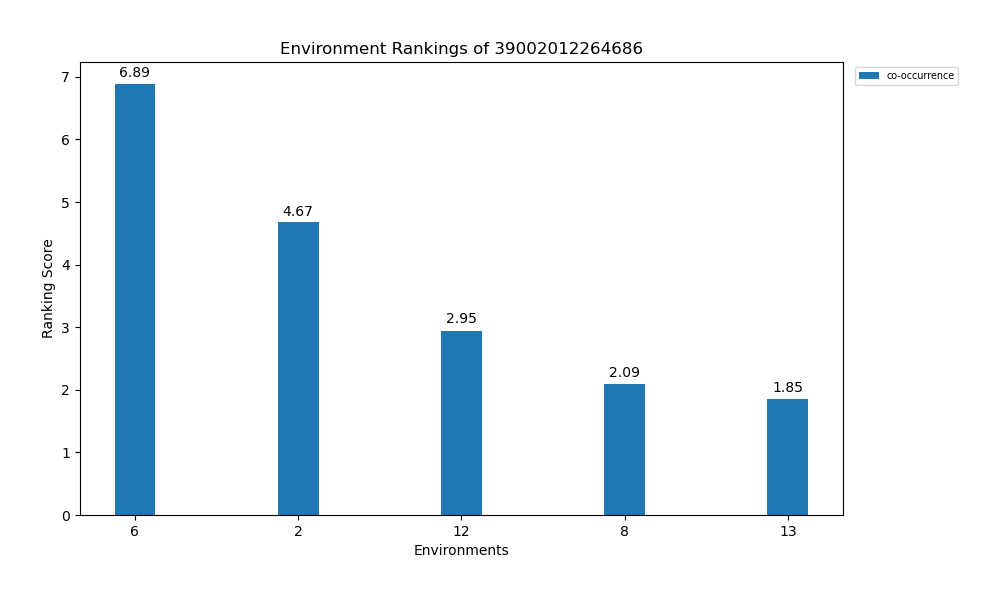 Environment Rankings of 39002012264686
co-occurrence
Ranking Score
7
6
5
4
3
2
1
0
6.89
4.67
2.95
2.09
1.85
6 2 12 8 13
Environments